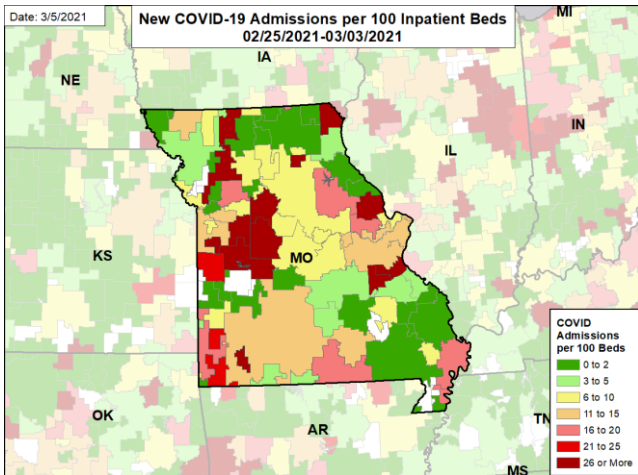 Date: 3/5/2021
New COVID-19 Admissions per 100 Inpatient Beds
02/25/2021-03/03/2021
MI
IA
NE
IN
IL
MO
KS
COVID
Admissions
per 100 Beds
0 to 2
3 to 5
6 to 10
11 to 15
16 to 20
21 to 25
26 or More
OK
TN
AR
MS